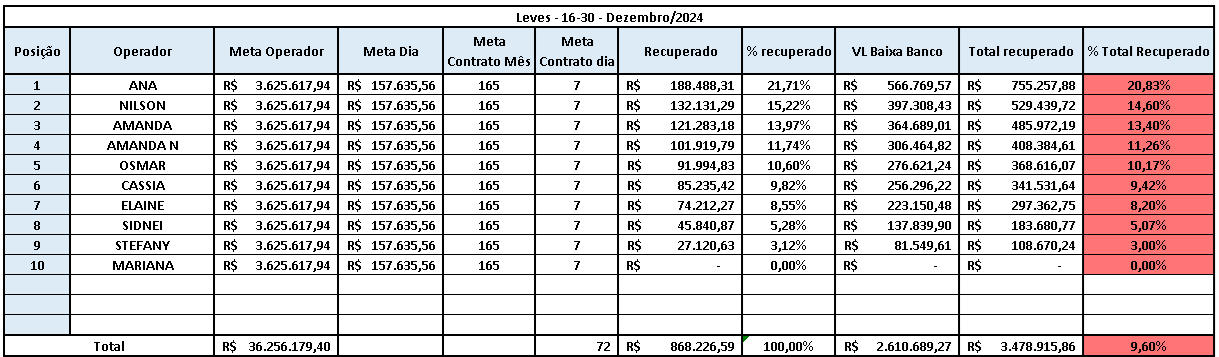 Leves - 16-30 - Dezembro/2024
Posição Operador Meta Operador Meta Dia Meta Contrato Mês Meta Contrato dia Recuperado % recuperado VL Baixa Banco Total recuperado % Total Recuperado
1 ANA R$ 3.625.617,94 R$ 157.635,56 165 7 R$ 188.488,31 21,71% R$ 566.769,57 R$ 755.257,88 20,83%
2 NILSON R$ 3.625.617,94 R$ 157.635,56 165 7 R$ 132.131,29 15,22% R$ 397.308,43 R$ 529.439,72 14,60%
3 AMANDA R$ 3.625.617,94 R$ 157.635,56 165 7 R$ 121.283,18 13,97% R$ 364.689,01 R$ 485.972,19 13,40%
4 AMANDA N R$ 3.625.617,94 R$ 157.635,56 165 7 R$ 101.919,79 11,74% R$ 306.464,82 R$ 408.384,61 11,26%
5 OSMAR R$ 3.625.617,94 R$ 157.635,56 165 7 R$ 91.994,83 10,60% R$ 276.621,24 R$ 368.616,07 10,17%
6 CASSIA R$ 3.625.617,94 R$ 157.635,56 165 7 R$ 85.235,42 9,82% R$ 256.296,22 R$ 341.531,64 9,42%
7 ELAINE R$ 3.625.617,94 R$ 157.635,56 165 7 R$ 74.212,27 8,55% R$ 223.150,48 R$ 297.362,75 8,20%
8 SIDNEI R$ 3.625.617,94 R$ 157.635,56 165 7 R$ 45.840,87 5,28% R$ 137.839,90 R$ 183.680,77 5,07%
9 STEFANY R$ 3.625.617,94 R$ 157.635,56 165 7 R$ 27.120,63 3,12% R$ 81.549,61 R$ 108.670,24 3,00%
10 MARIANA R$ 3.625.617,94 R$ 157.635,56 165 7 R$ - 0,00% R$ - R$ - 0,00%
Total R$ 36.256.179,40 72 R$ 868.226,59 100,00% R$ 2.610.689,27 R$ 3.478.915,86 9,60%